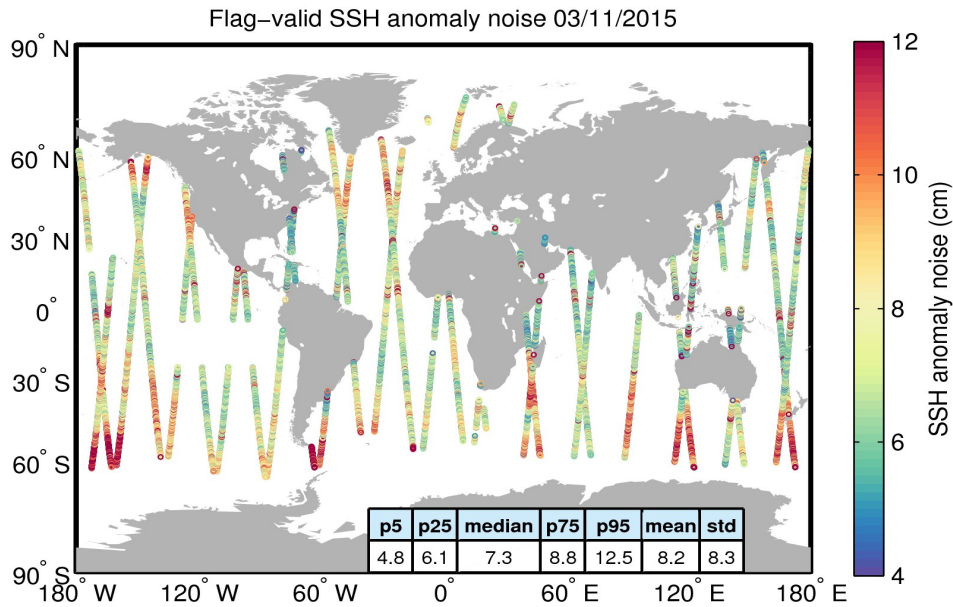 Flag−valid SSH anomaly noise 03/11/2015
90° N
60° N
30° N
0°
30° S
60° S
90° S
180° W 120° W 60° W 0° 60° E 120° E 180° E
p5 p25 median p75 p95 mean std
4.8 6.1 7.3 8.8 12.5 8.2 8.3
12
10
8
6
4
SSH anomaly noise (cm)